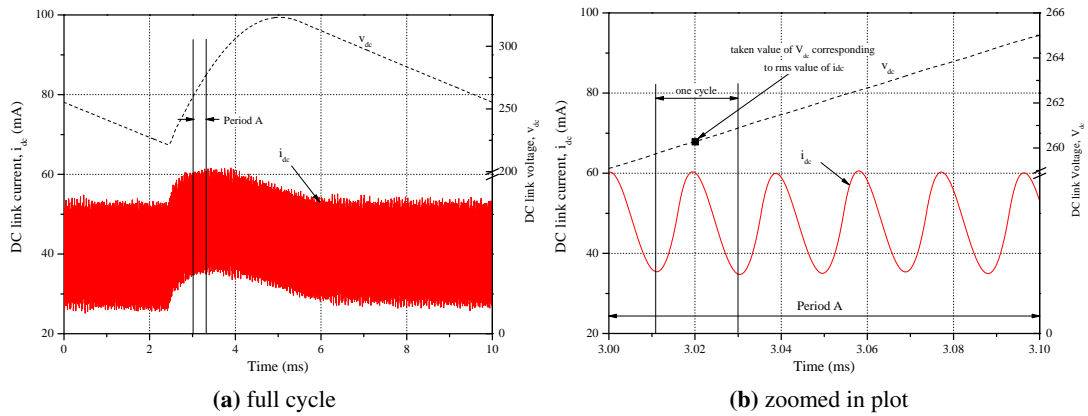 100
80
60
40
20
DC link current, i_dc (mA)
v_dc
Period A
i_dc
300
250
200
0
DC link voltage, v_dc
0 2 4 6 8 10
Time (ms)
(a) full cycle
100
80
60
40
20
DC link current, i_dc (mA)
taken value of V_dc corresponding
to rms value of idc
v_dc
one cycle
i_dc
Period A
266
264
262
260
0
DC link Voltage, V_dc
3.00 3.02 3.04 3.06 3.08 3.10
Time (ms)
(b) zoomed in plot